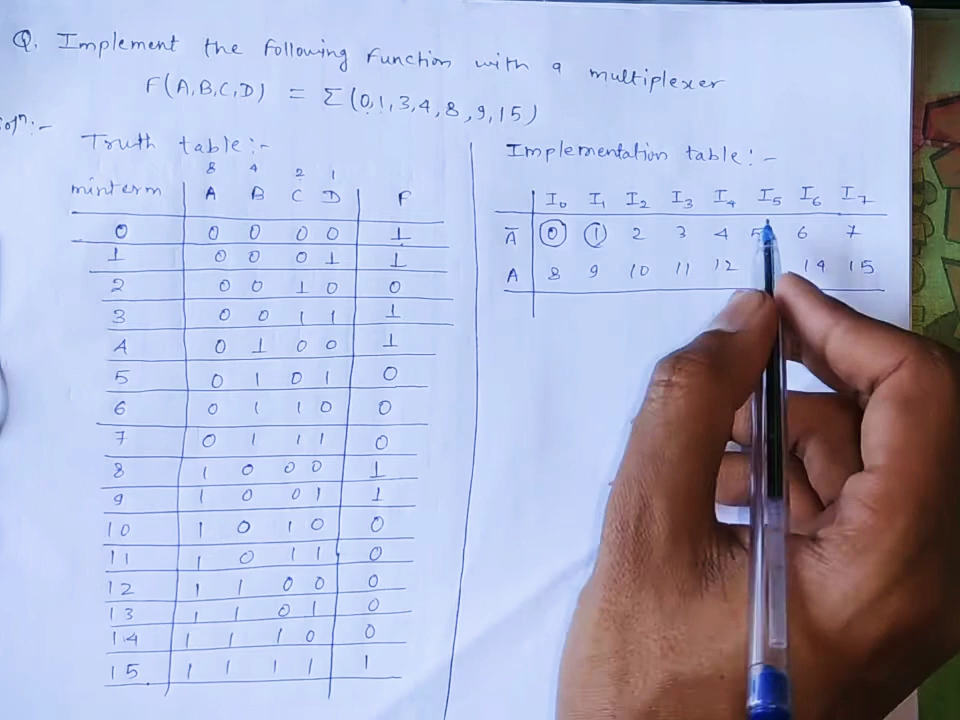 Q. Implement the following function with a multiplexer
F(A,B,C,D) = Σ(0,1,3,4,8,9,15)
Soln:-
Truth table:-
8 4 2 1
minterm A B C D F
0 0 0 0 0 1
1 0 0 0 1 1
2 0 0 1 0 0
3 0 0 1 1 1
4 0 1 0 0 1
5 0 1 0 1 0
6 0 1 1 0 0
7 0 1 1 1 0
8 1 0 0 0 1
9 1 0 0 1 1
10 1 0 1 0 0
11 1 0 1 1 0
12 1 1 0 0 0
13 1 1 0 1 0
14 1 1 1 0 0
15 1 1 1 1 1
Implementation table:-
I₀ I₁ I₂ I₃ I₄ I₅ I₆ I₇
A̅ 0 1 2 3 4 5 6 7
A 8 9 10 11 12 14 15